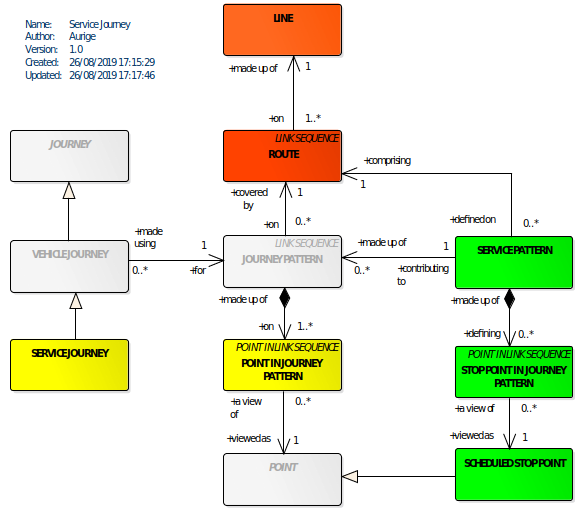 Name: Service Journey
Author: Aurige
Version: 1.0
Created: 26/08/2019 17:15:29
Updated: 26/08/2019 17:17:46
LINE
+made up of 1
+on 1..*
LINK SEQUENCE
ROUTE
JOURNEY
+comprising
1
+covered
by
1
+on 0..*
+defined on 0..*
+made
using
1
0..* +for
VEHICLE JOURNEY
LINK SEQUENCE
JOURNEY PATTERN
+made up of 1
0..* +contributing
to
SERVICE PATTERN
+made up of
+on 1..*
+made up of
+defining 0..*
SERVICE JOURNEY
POINT IN LINK SEQUENCE
POINT IN JOURNEY
PATTERN
POINT IN LINK SEQUENCE
STOP POINT IN JOURNEY
PATTERN
+a view
of
0..*
+viewed as 1
+a view of 0..*
+viewed as 1
POINT
SCHEDULED STOP POINT